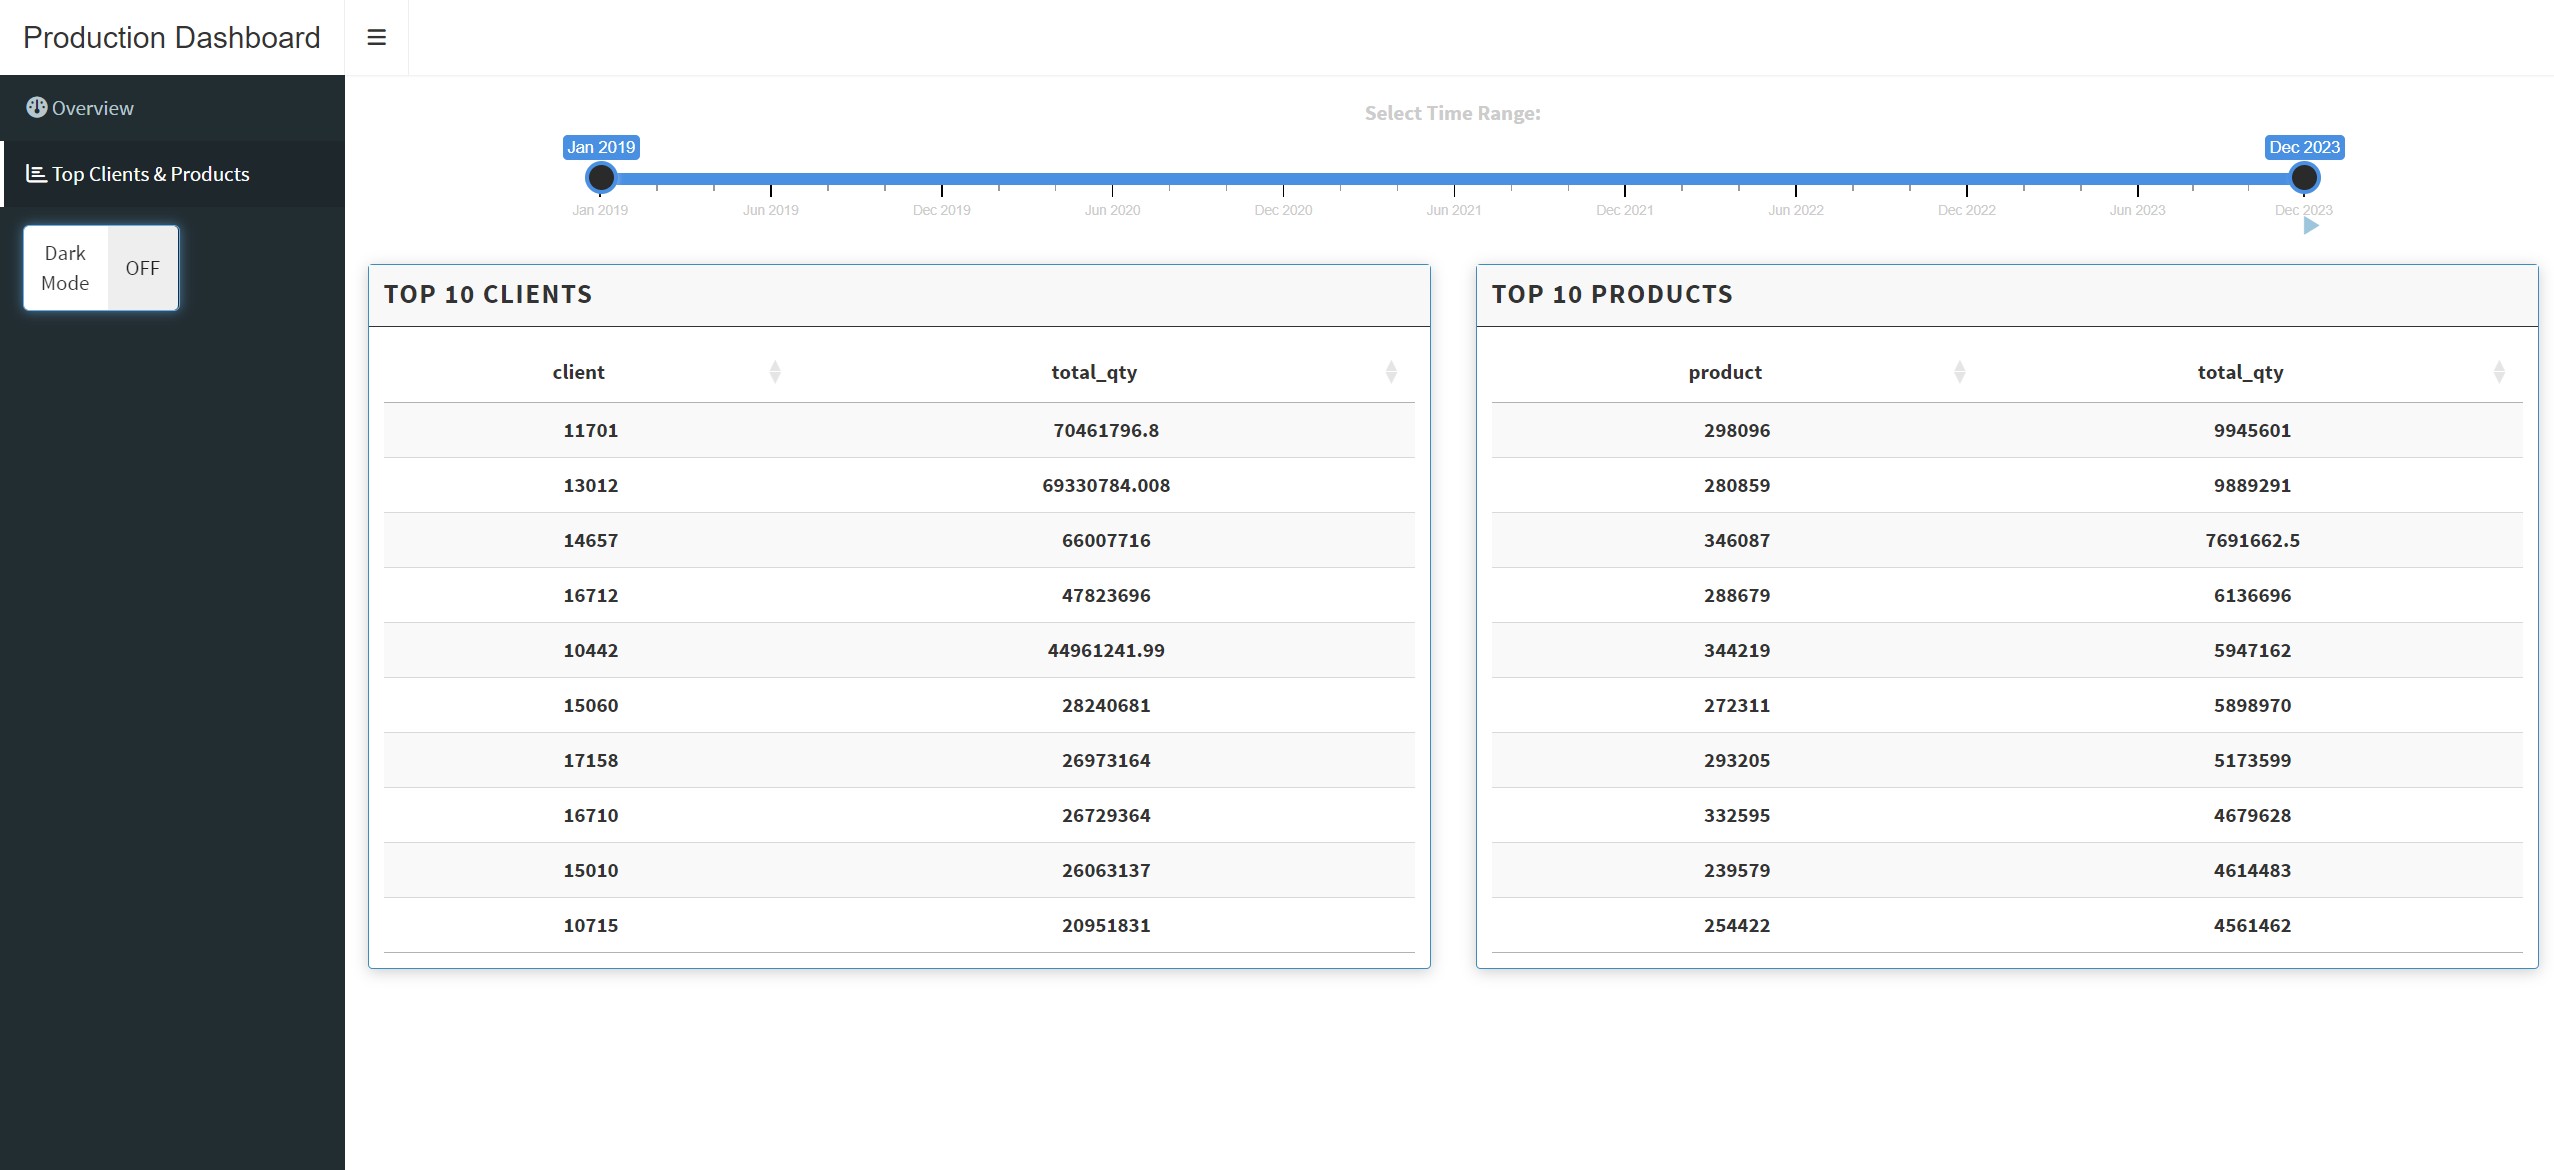 Production Dashboard
Overview
Top Clients & Products
Dark
Mode
OFF
Select Time Range:
Jan 2019 Dec 2023
Jan 2019 Jun 2019 Dec 2019 Jun 2020 Dec 2020 Jun 2021 Dec 2021 Jun 2022 Dec 2022 Jun 2023 Dec 2023
TOP 10 CLIENTS
client total_qty
11701 70461796.8
13012 69330784.008
14657 66007716
16712 47823696
10442 44961241.99
15060 28240681
17158 26973164
16710 26729364
15010 26063137
10715 20951831
TOP 10 PRODUCTS
product total_qty
298096 9945601
280859 9889291
346087 7691662.5
288679 6136696
344219 5947162
272311 5898970
293205 5173599
332595 4679628
239579 4614483
254422 4561462